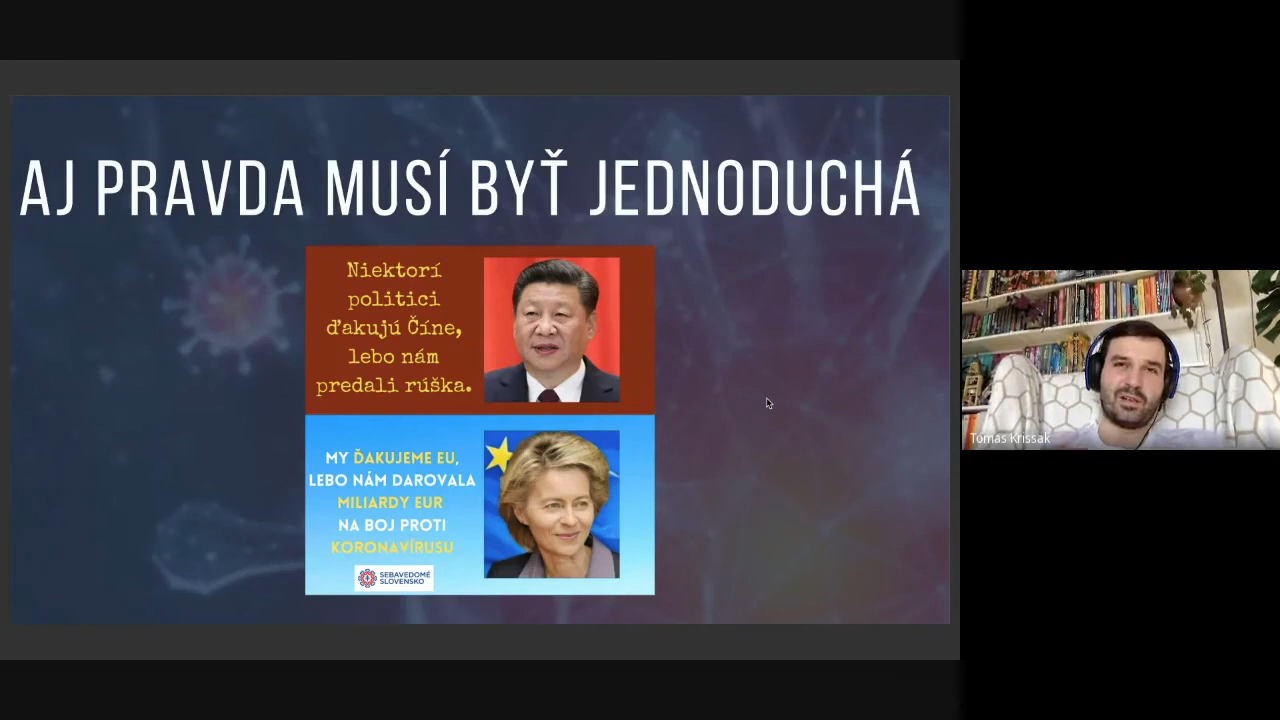 AJ PRAVDA MUSÍ BYŤ JEDNODUCHÁ
Niektorí
politici
ďakujú Číne,
lebo nám
predali rúška.
MY ĎAKUJEME EU,
LEBO NÁM DAROVALA
MILIARDY EUR
NA BOJ PROTI
KORONAVÍRUSU
SEBAVEDOMÉ
SLOVENSKO
Tomas Krissak